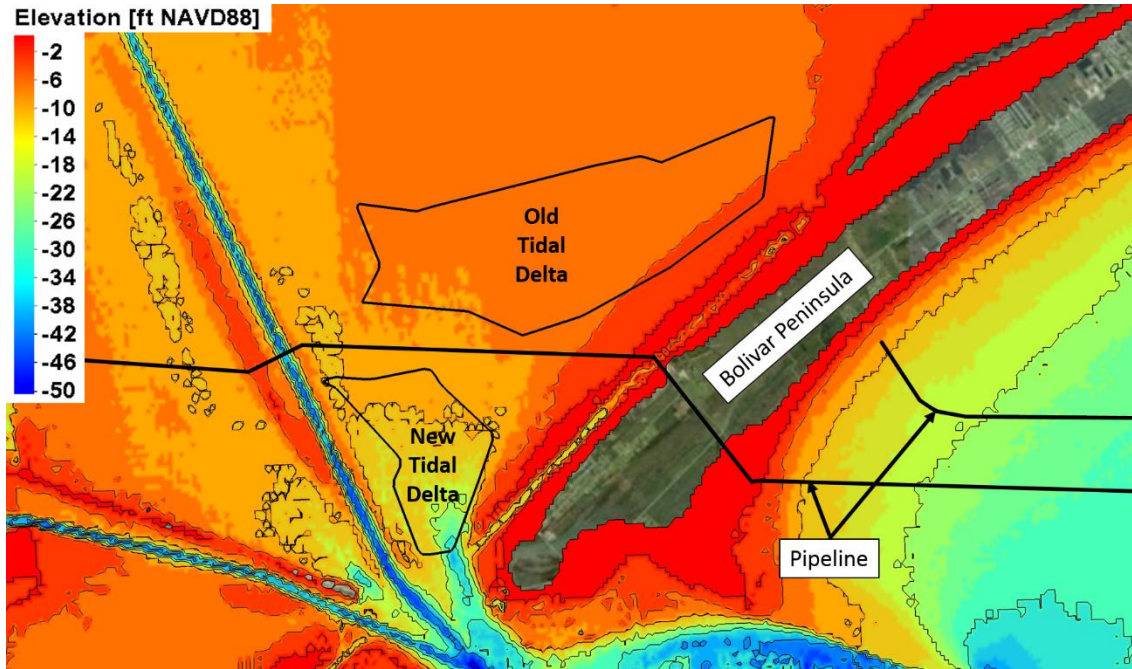 Elevation [ft NAVD88]
-2
-6
-10
-14
-18
-22
-26
-30
-34
-38
-42
-46
-50
Old
Tidal
Delta
Bolivar Peninsula
New
Tidal
Delta
Pipeline